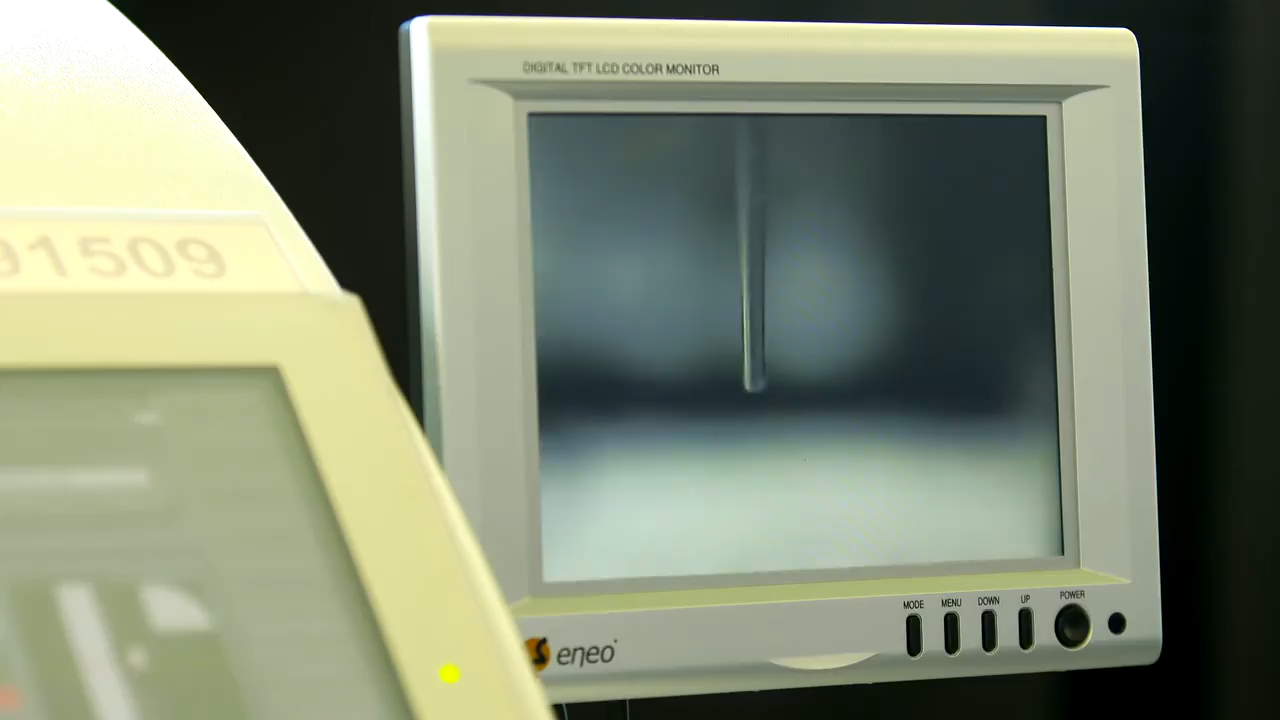 DIGITAL TFT LCD COLOR MONITOR
91509
MODE MENU DOWN UP POWER
eneo